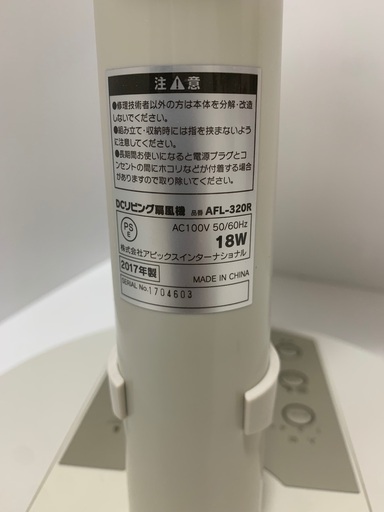 注⚠意
●修理技術者以外の方は本体を分解・改造
しないでください。
●組み立て・収納時には指を挟まないよう
に注意してください。
●長期間お使いになると電源プラグとコ
ンセントの間にホコリなどが付着する場合
がありますので取り除いてください。
DCリビング扇風機 品番 AFL-320R
PS
E
AC100V 50/60Hz
18W
株式会社アピックスインターナショナル
2017年製
MADE IN CHINA
SERIAL No.1704603